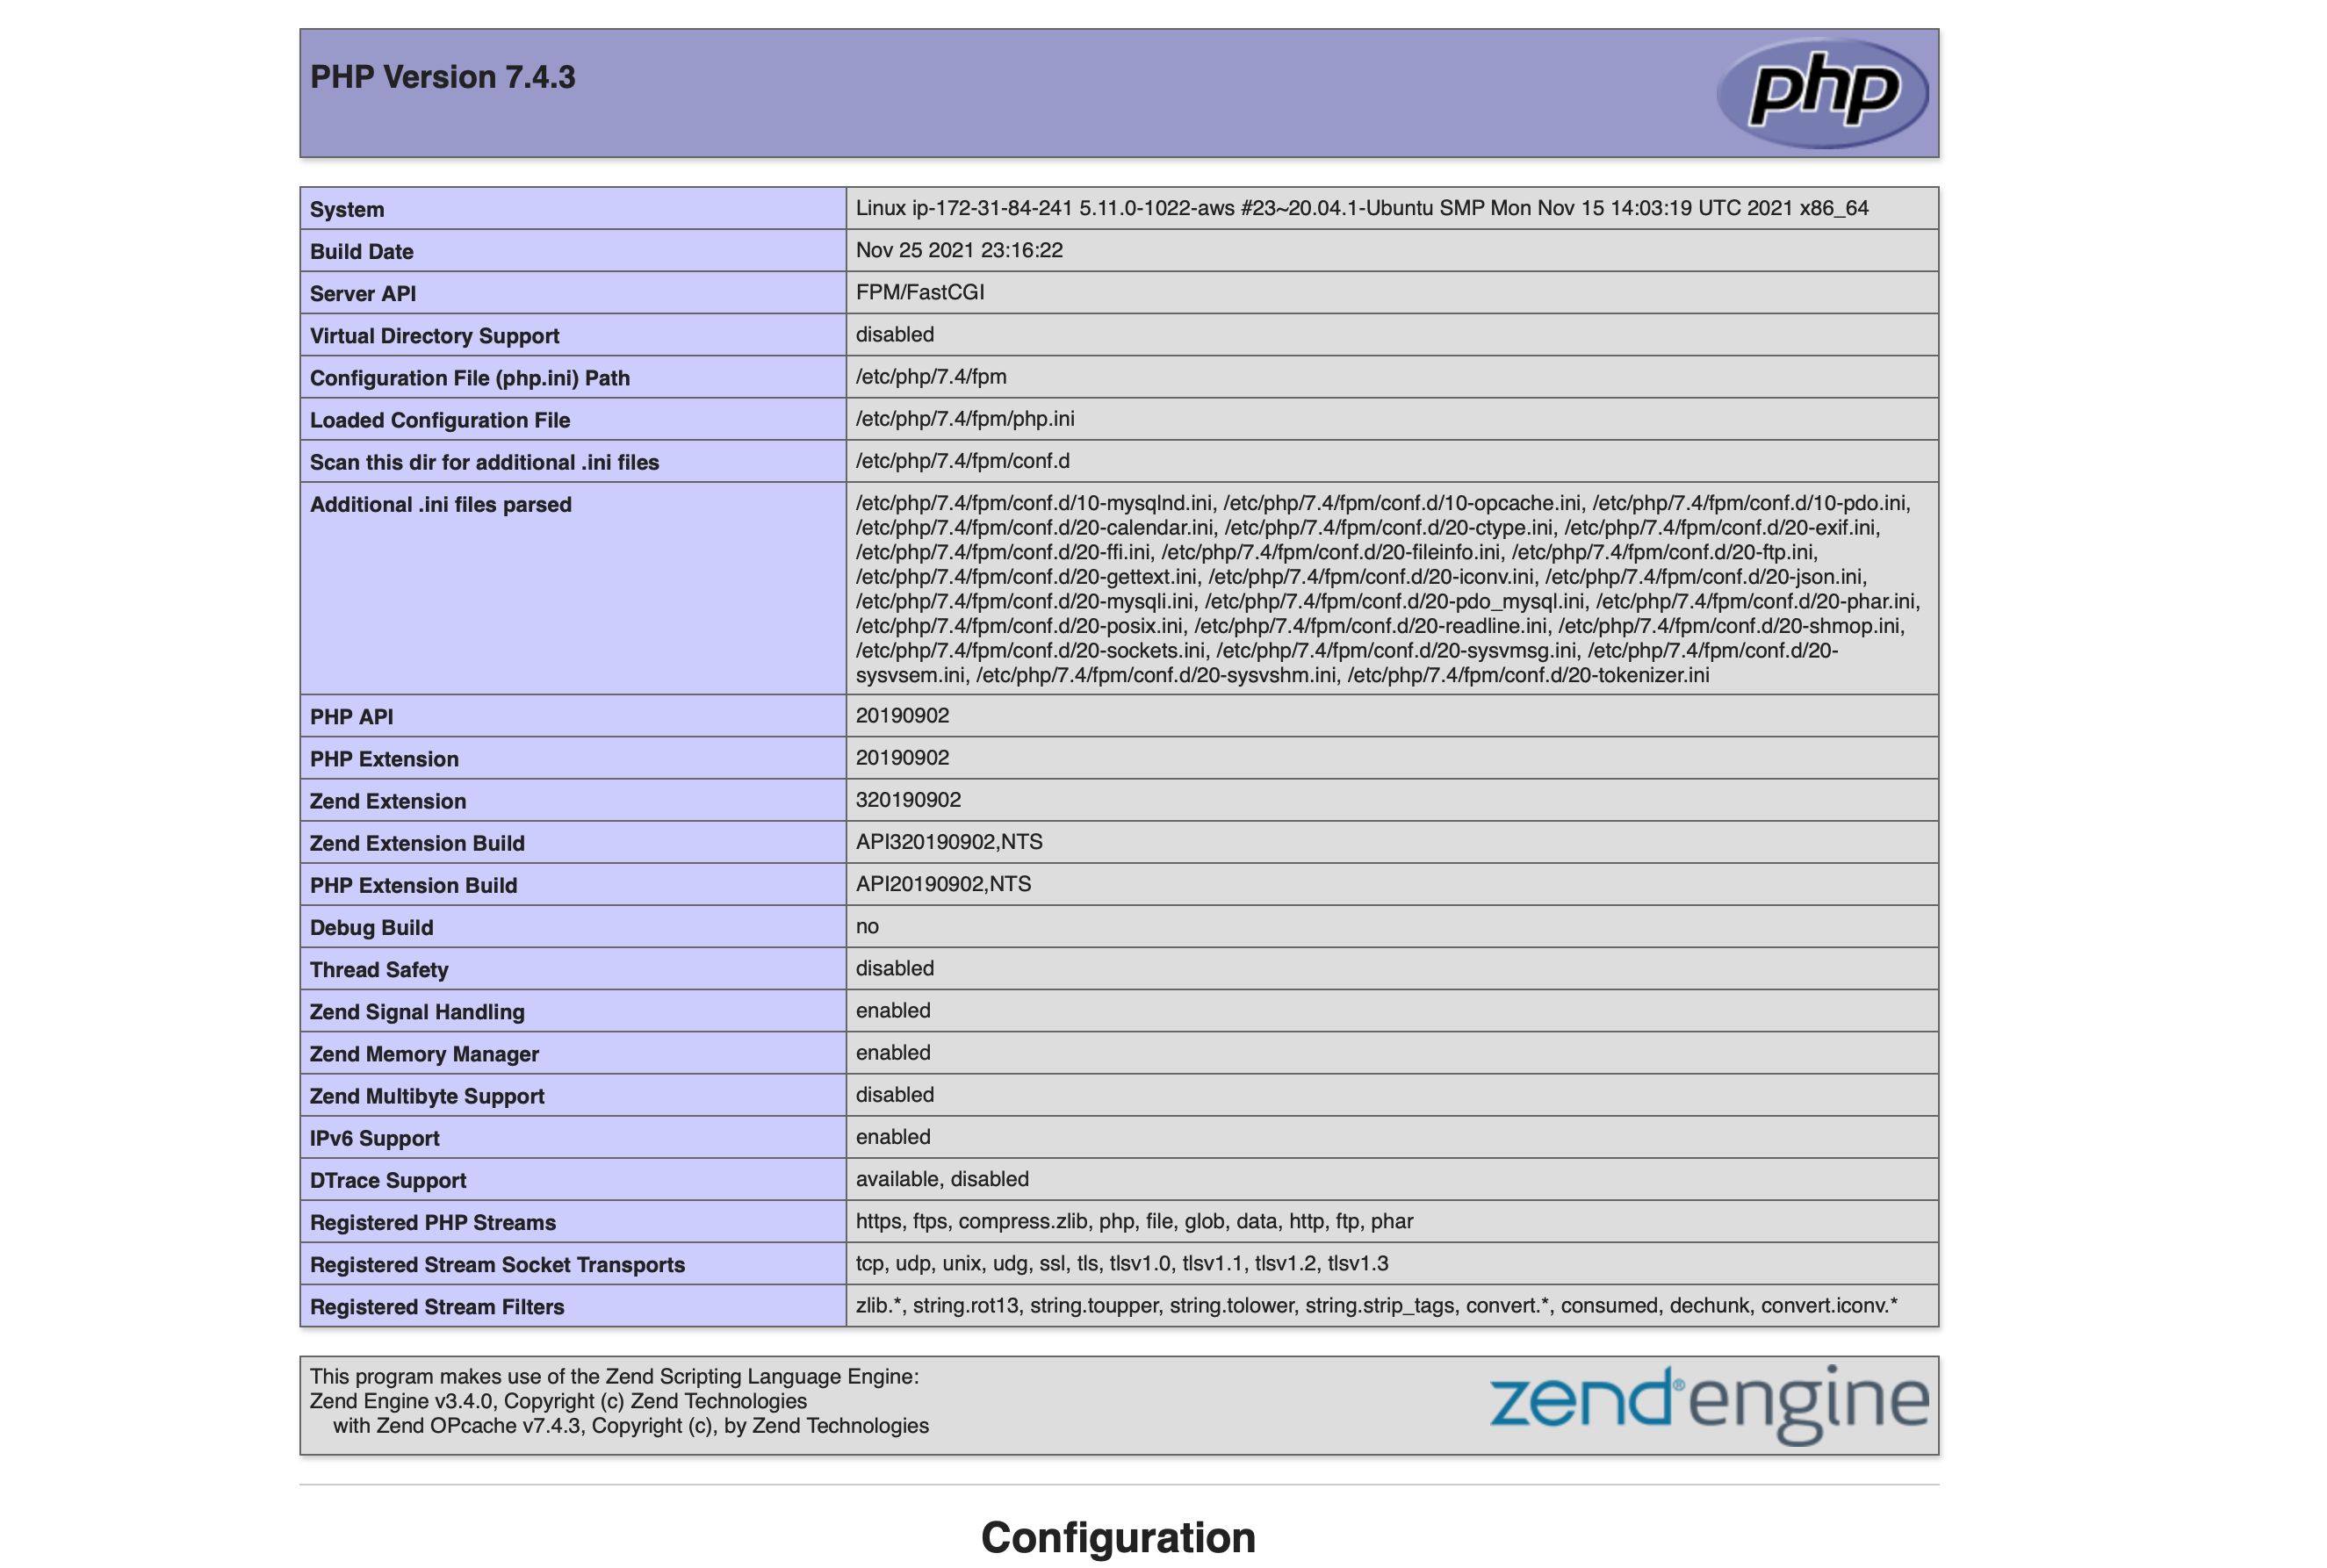 PHP Version 7.4.3
php
System Linux ip-172-31-84-241 5.11.0-1022-aws #23~20.04.1-Ubuntu SMP Mon Nov 15 14:03:19 UTC 2021 x86_64
Build Date Nov 25 2021 23:16:22
Server API FPM/FastCGI
Virtual Directory Support disabled
Configuration File (php.ini) Path /etc/php/7.4/fpm
Loaded Configuration File /etc/php/7.4/fpm/php.ini
Scan this dir for additional .ini files /etc/php/7.4/fpm/conf.d
Additional .ini files parsed /etc/php/7.4/fpm/conf.d/10-mysqlnd.ini, /etc/php/7.4/fpm/conf.d/10-opcache.ini, /etc/php/7.4/fpm/conf.d/10-pdo.ini,
/etc/php/7.4/fpm/conf.d/20-calendar.ini, /etc/php/7.4/fpm/conf.d/20-ctype.ini, /etc/php/7.4/fpm/conf.d/20-exif.ini,
/etc/php/7.4/fpm/conf.d/20-ffi.ini, /etc/php/7.4/fpm/conf.d/20-fileinfo.ini, /etc/php/7.4/fpm/conf.d/20-ftp.ini,
/etc/php/7.4/fpm/conf.d/20-gettext.ini, /etc/php/7.4/fpm/conf.d/20-iconv.ini, /etc/php/7.4/fpm/conf.d/20-json.ini,
/etc/php/7.4/fpm/conf.d/20-mysqli.ini, /etc/php/7.4/fpm/conf.d/20-pdo_mysql.ini, /etc/php/7.4/fpm/conf.d/20-phar.ini,
/etc/php/7.4/fpm/conf.d/20-posix.ini, /etc/php/7.4/fpm/conf.d/20-readline.ini, /etc/php/7.4/fpm/conf.d/20-shmop.ini,
/etc/php/7.4/fpm/conf.d/20-sockets.ini, /etc/php/7.4/fpm/conf.d/20-sysvmsg.ini, /etc/php/7.4/fpm/conf.d/20-
sysvsem.ini, /etc/php/7.4/fpm/conf.d/20-sysvshm.ini, /etc/php/7.4/fpm/conf.d/20-tokenizer.ini
PHP API 20190902
PHP Extension 20190902
Zend Extension 320190902
Zend Extension Build API320190902,NTS
PHP Extension Build API20190902,NTS
Debug Build no
Thread Safety disabled
Zend Signal Handling enabled
Zend Memory Manager enabled
Zend Multibyte Support disabled
IPv6 Support enabled
DTrace Support available, disabled
Registered PHP Streams https, ftps, compress.zlib, php, file, glob, data, http, ftp, phar
Registered Stream Socket Transports tcp, udp, unix, udg, ssl, tls, tlsv1.0, tlsv1.1, tlsv1.2, tlsv1.3
Registered Stream Filters zlib.*, string.rot13, string.toupper, string.tolower, string.strip_tags, convert.*, consumed, dechunk, convert.iconv.*
This program makes use of the Zend Scripting Language Engine:
Zend Engine v3.4.0, Copyright (c) Zend Technologies
with Zend OPcache v7.4.3, Copyright (c), by Zend Technologies
zend® engine
Configuration